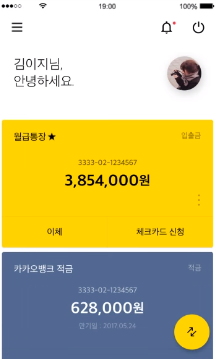 19:00
100%
김이지님,
안녕하세요.
월급통장 ★ 입출금
3333-02-1234567
3,854,000원
이체 체크카드 신청
카카오뱅크 적금 적금
3333-02-1234567
628,000원
만기일 2017.05.24